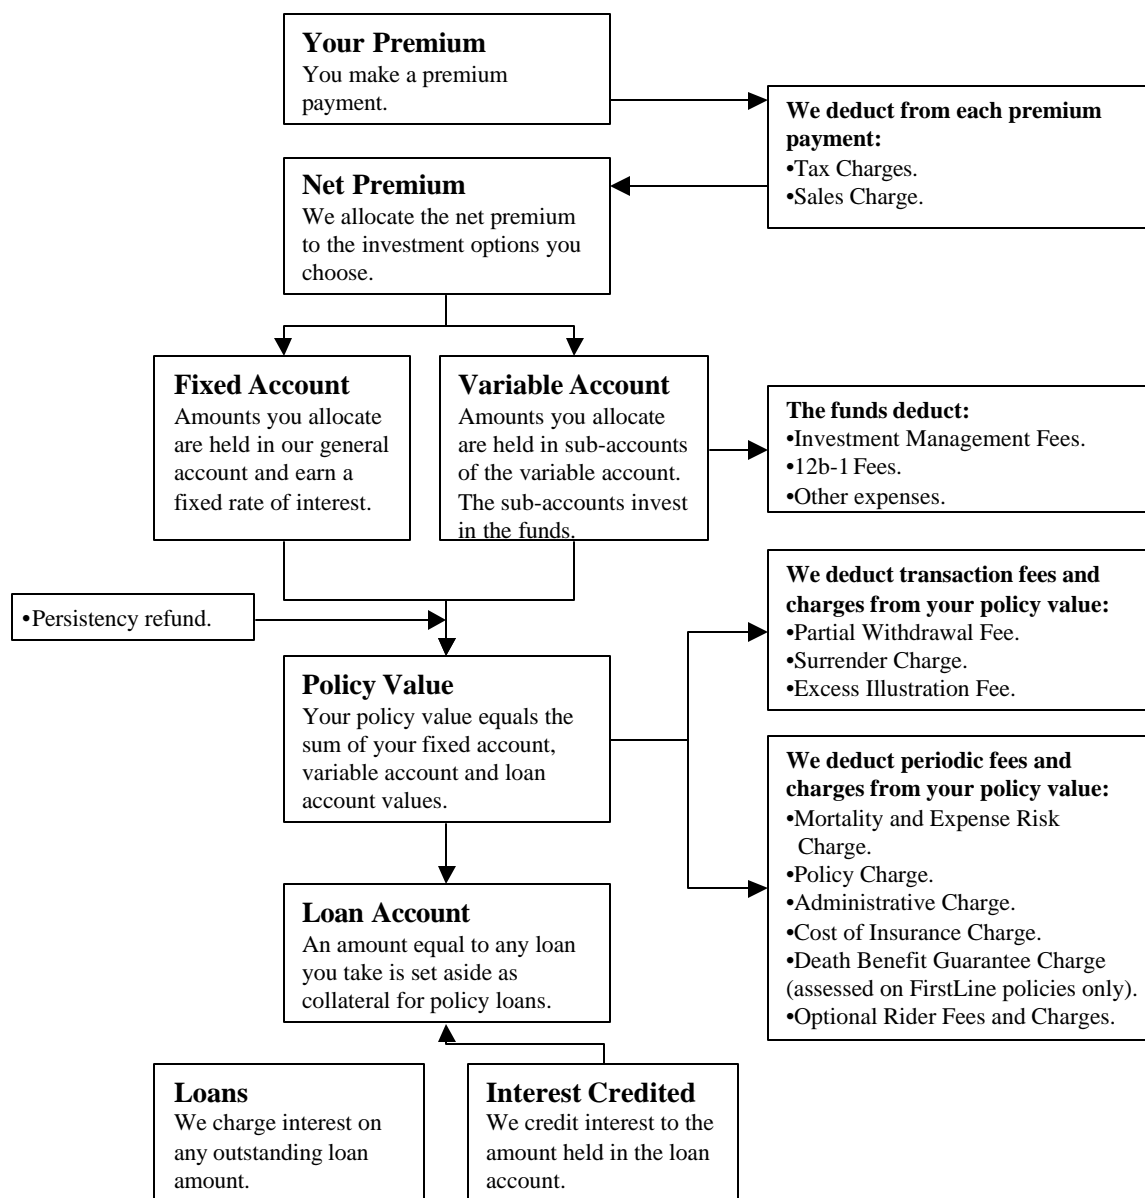 Your Premium
You make a premium
payment.
We deduct from each premium
payment:
•Tax Charges.
•Sales Charge.
Net Premium
We allocate the net premium
to the investment options you
choose.
Fixed Account
Amounts you allocate
are held in our general
account and earn a
fixed rate of interest.
Variable Account
Amounts you allocate
are held in sub-accounts
of the variable account.
The sub-accounts invest
in the funds.
The funds deduct:
•Investment Management Fees.
•12b-1 Fees.
•Other expenses.
•Persistency refund.
We deduct transaction fees and
charges from your policy value:
•Partial Withdrawal Fee.
•Surrender Charge.
•Excess Illustration Fee.
Policy Value
Your policy value equals the
sum of your fixed account,
variable account and loan
account values.
We deduct periodic fees and
charges from your policy value:
•Mortality and Expense Risk
Charge.
•Policy Charge.
•Administrative Charge.
•Cost of Insurance Charge.
•Death Benefit Guarantee Charge
(assessed on FirstLine policies only).
•Optional Rider Fees and Charges.
Loan Account
An amount equal to any loan
you take is set aside as
collateral for policy loans.
Loans
We charge interest on
any outstanding loan
amount.
Interest Credited
We credit interest to the
amount held in the loan
account.